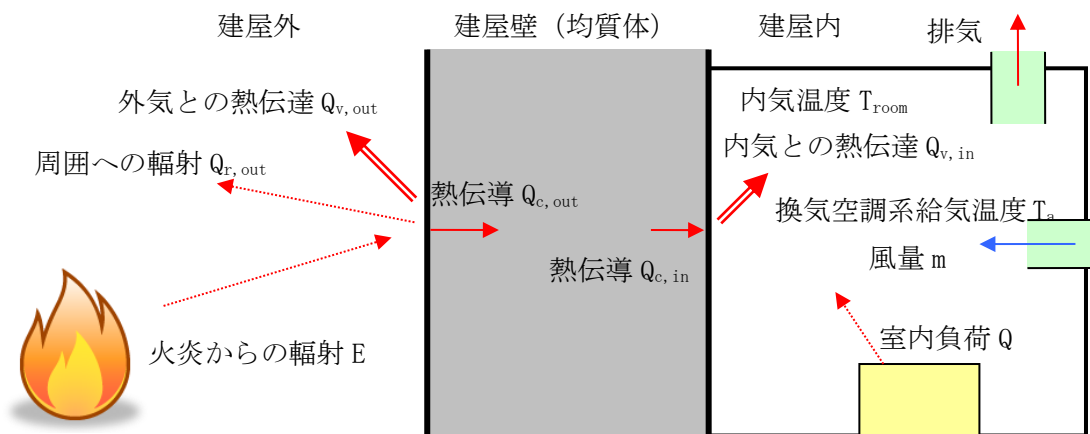 建屋外
建屋壁（均質体）
建屋内
排気
外気との熱伝達 Qv,out
内気温度 Troom
周囲への輻射 Qr,out
内気との熱伝達 Qv,in
熱伝導 Qc,out
換気空調系給気温度 Ta
風量 m
熱伝導 Qc,in
火炎からの輻射 E
室内負荷 Q